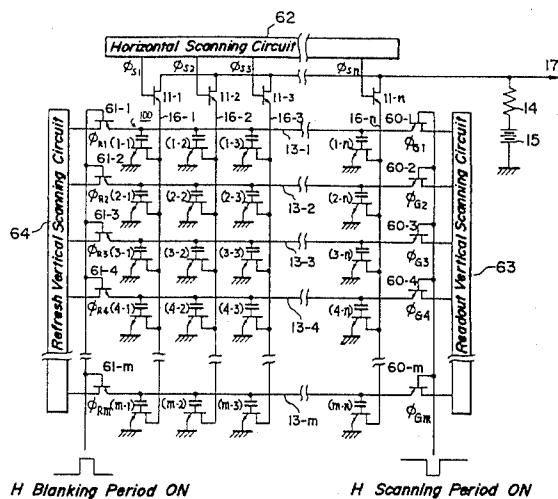 62
Horizontal Scanning Circuit
φS1 φS2 φS3 φSn
11-1 11-2 11-3 11-n
17
16-1 16-2 16-3 16-n
14
15
61-1 100 60-1
φR1 (1-1) (1-2) (1-3) 13-1 (1-n) φG1
61-2 60-2
φR2 (2-1) (2-2) (2-3) 13-2 (2-n) φG2
61-3 60-3
φR3 (3-1) (3-2) (3-3) 13-3 (3-n) φG3
61-4 60-4
φR4 (4-1) (4-2) (4-3) 13-4 (4-n) φG4
61-m 60-m
φRm (m-1) (m-2) (m-3) 13-m (m-n) φGm
64
Refresh Vertical Scanning Circuit
Readout Vertical Scanning Circuit
63
H Blanking Period ON
H Scanning Period ON